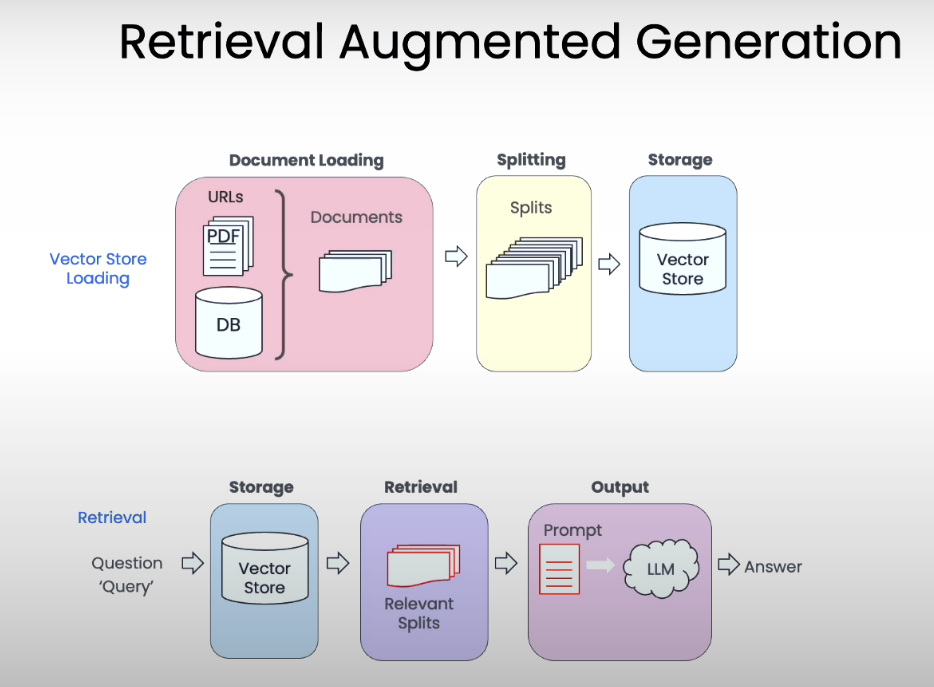 Retrieval Augmented Generation
Document Loading
Splitting
Storage
URLs
PDF
DB
Documents
Splits
Vector
Store
Vector Store
Loading
Storage
Retrieval
Output
Retrieval
Question
‘Query’
Vector
Store
Relevant
Splits
Prompt
LLM
Answer